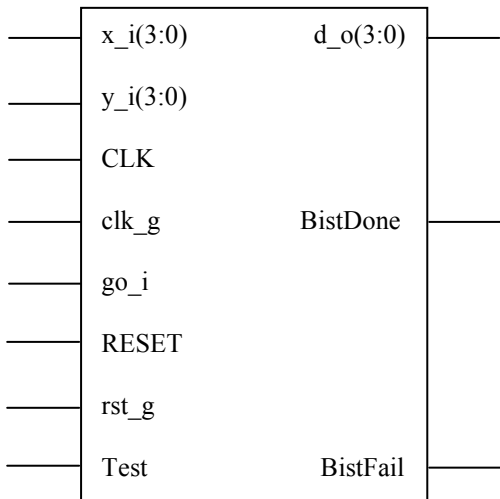 x_i(3:0) d_o(3:0)
y_i(3:0)
CLK
clk_g BistDone
go_i
RESET
rst_g
Test BistFail